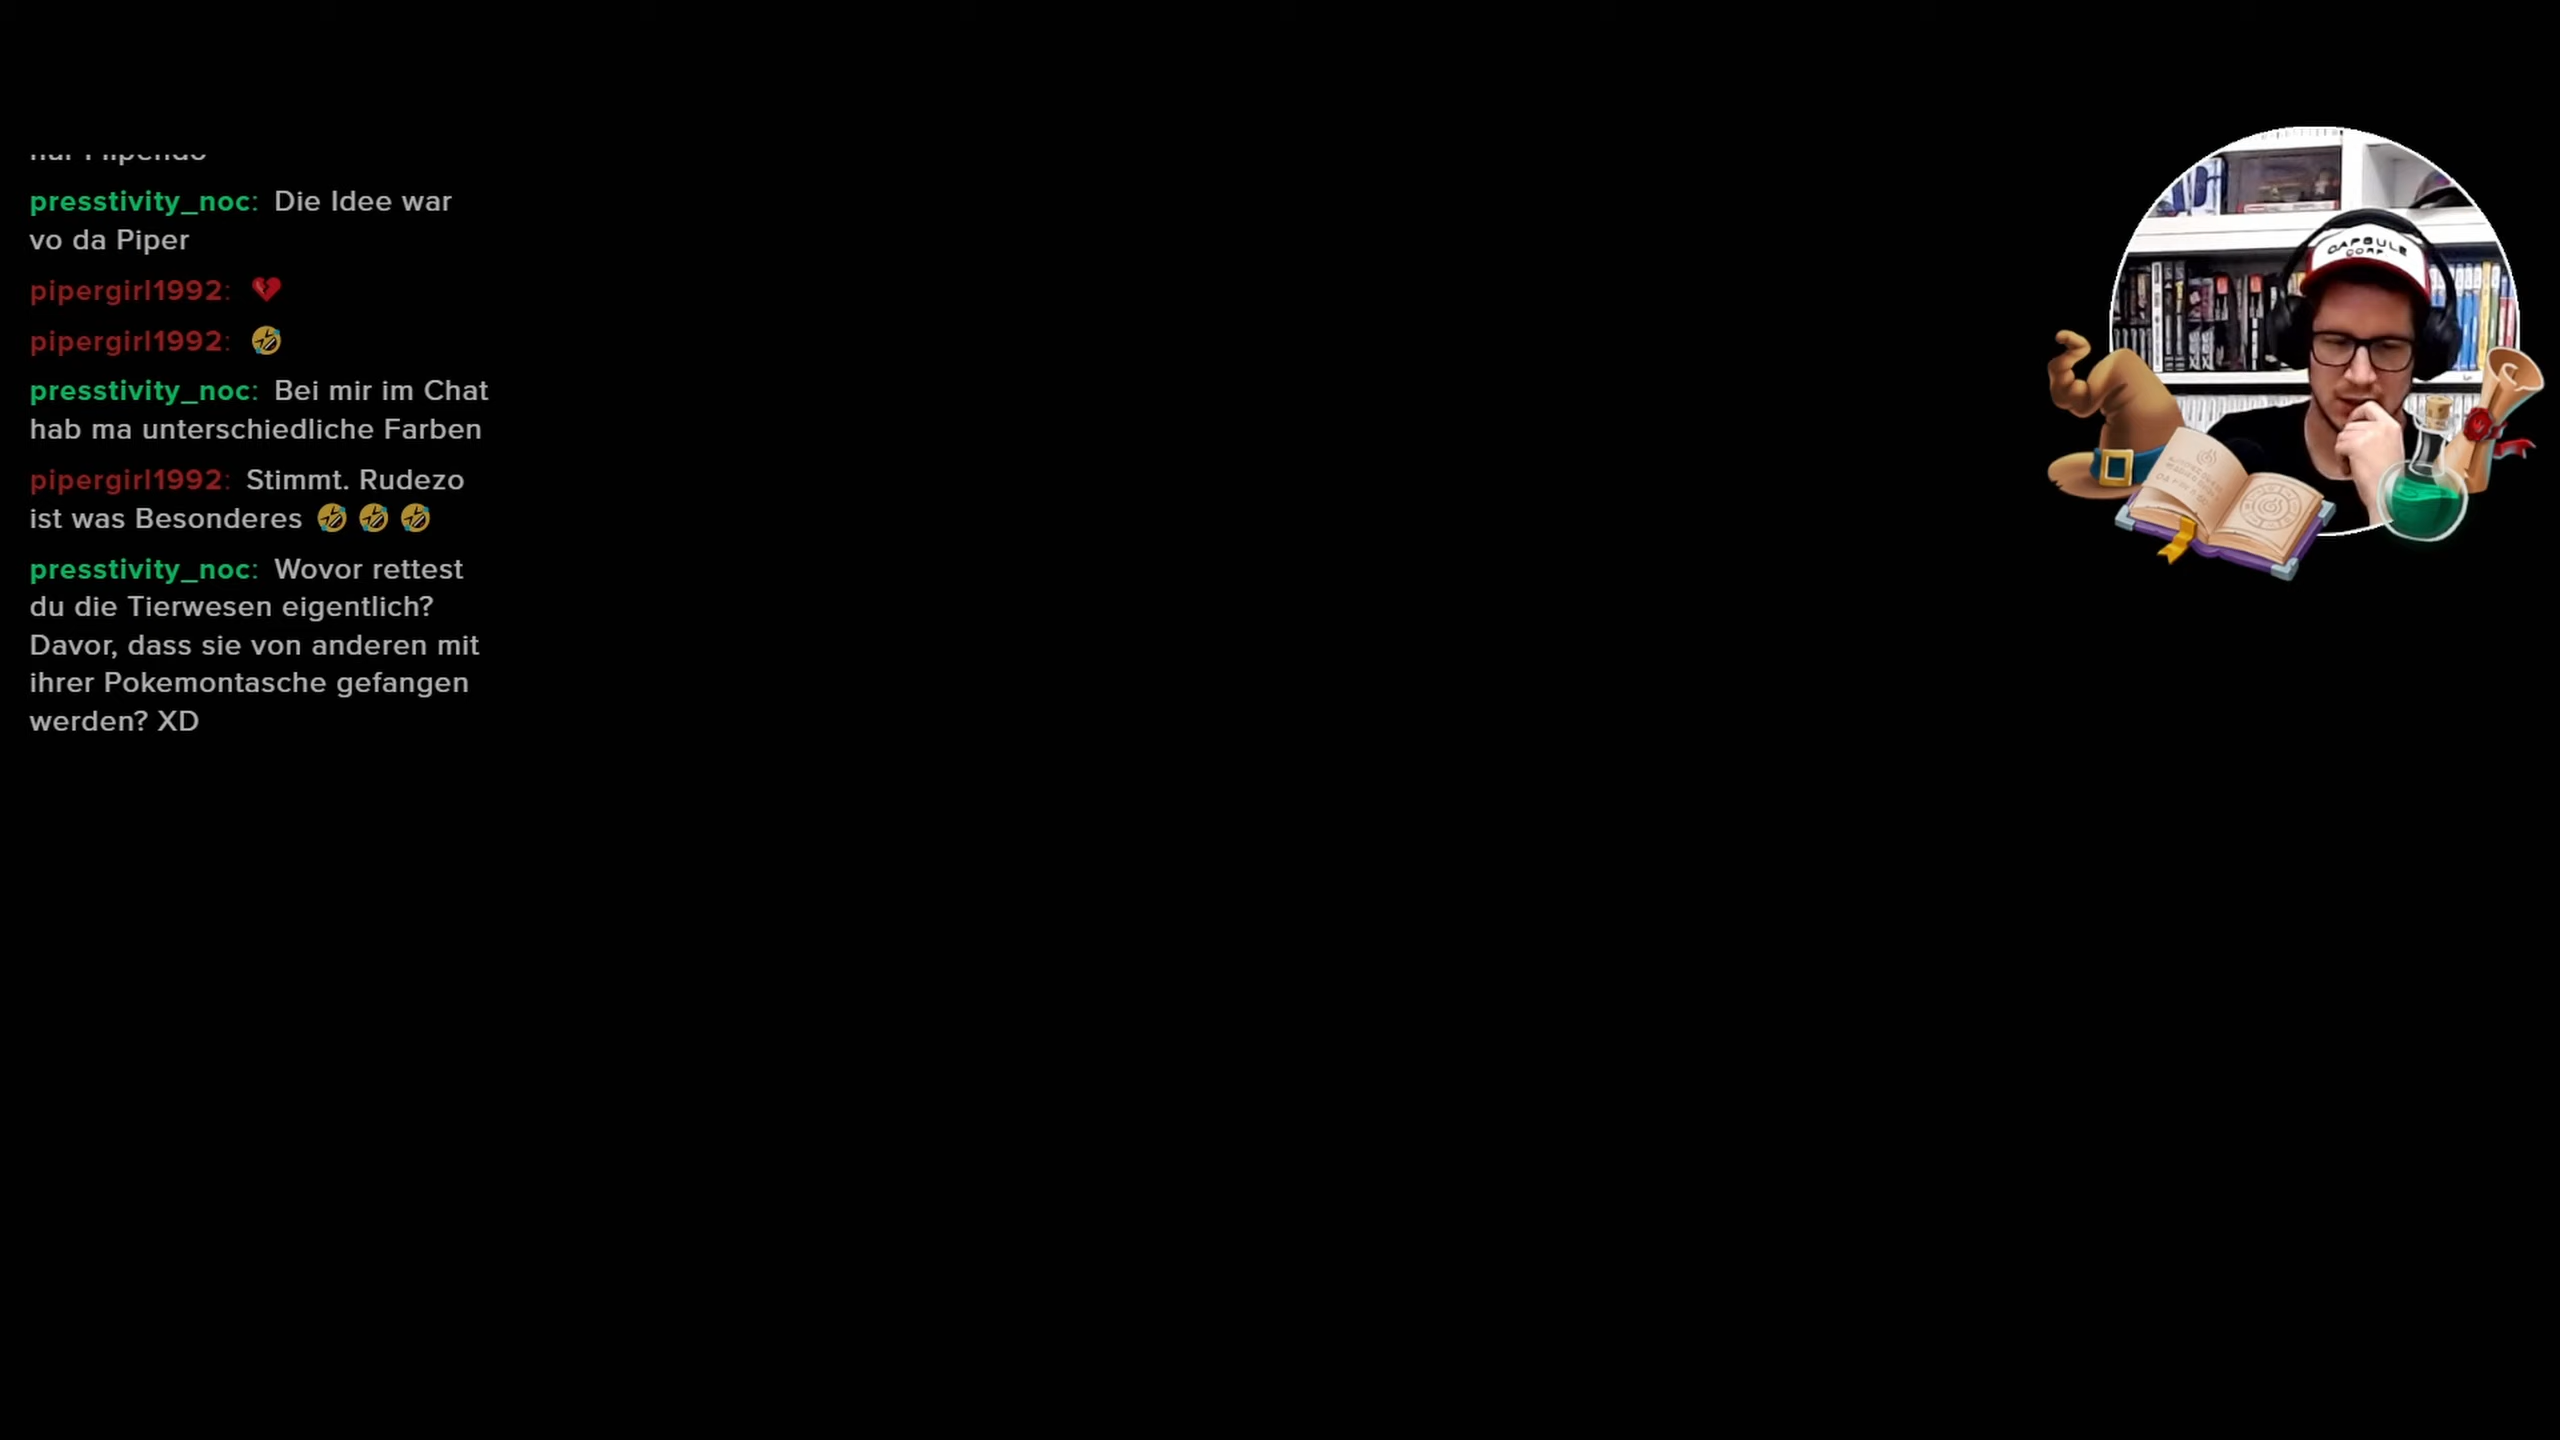 presstivity_noc: Die Idee war
vo da Piper
pipergirl1992: 💔
pipergirl1992: 🤣
presstivity_noc: Bei mir im Chat
hab ma unterschiedliche Farben
pipergirl1992: Stimmt. Rudezo
ist was Besonderes 🤣 🤣 🤣
presstivity_noc: Wovor rettest
du die Tierwesen eigentlich?
Davor, dass sie von anderen mit
ihrer Pokemontasche gefangen
werden? XD
CAPSULE
CORP